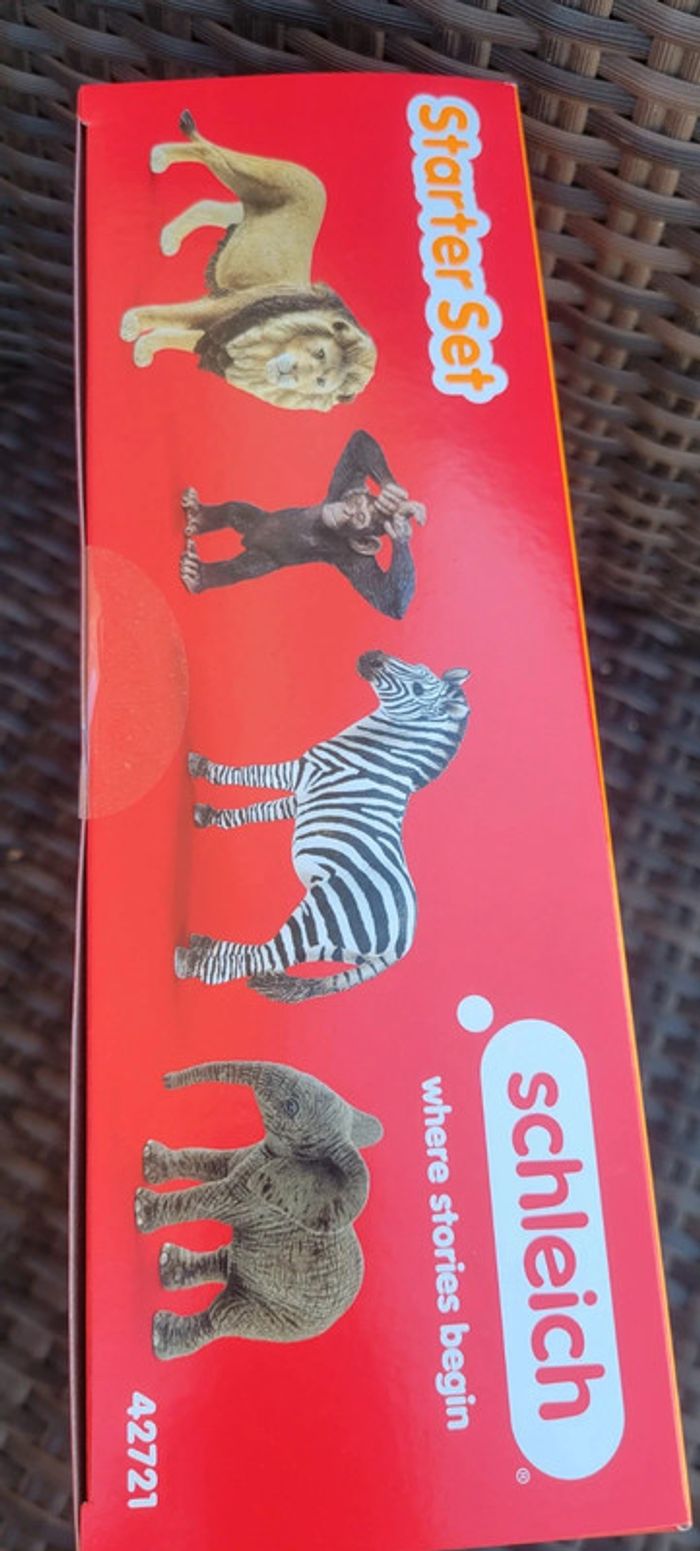 Starter Set
schleich®
where stories begin
42721